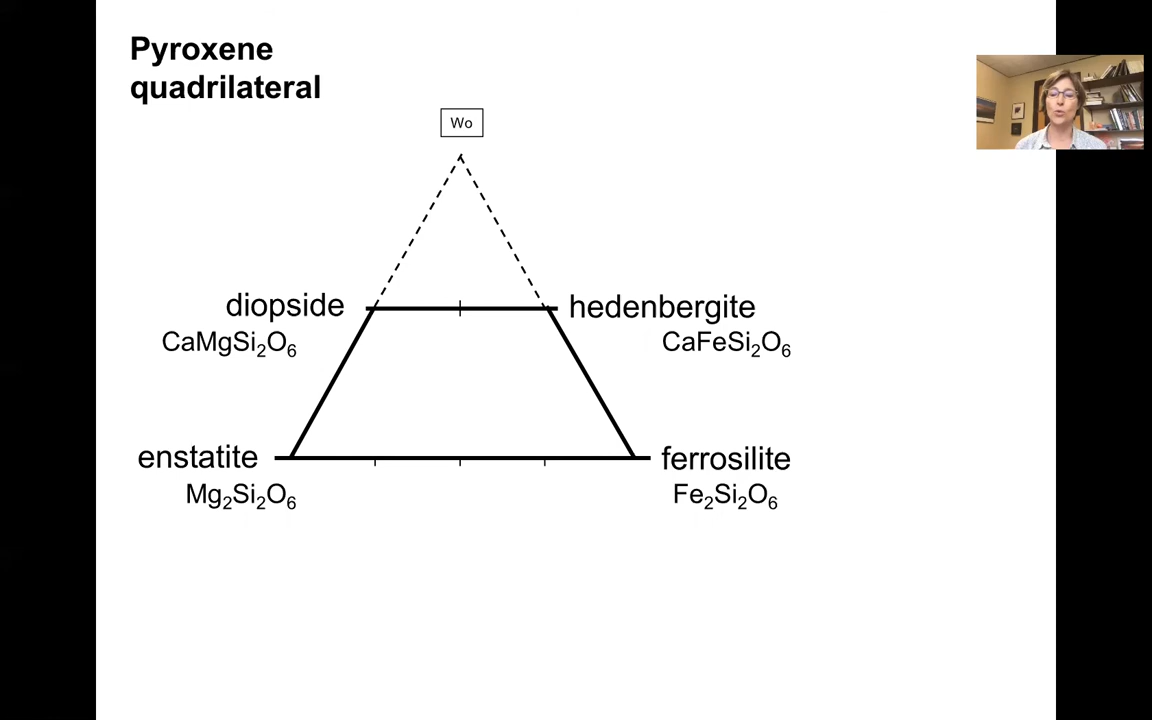 Pyroxene
quadrilateral
Wo
diopside
hedenbergite
CaMgSi₂O₆
CaFeSi₂O₆
enstatite
ferrosilite
Mg₂Si₂O₆
Fe₂Si₂O₆